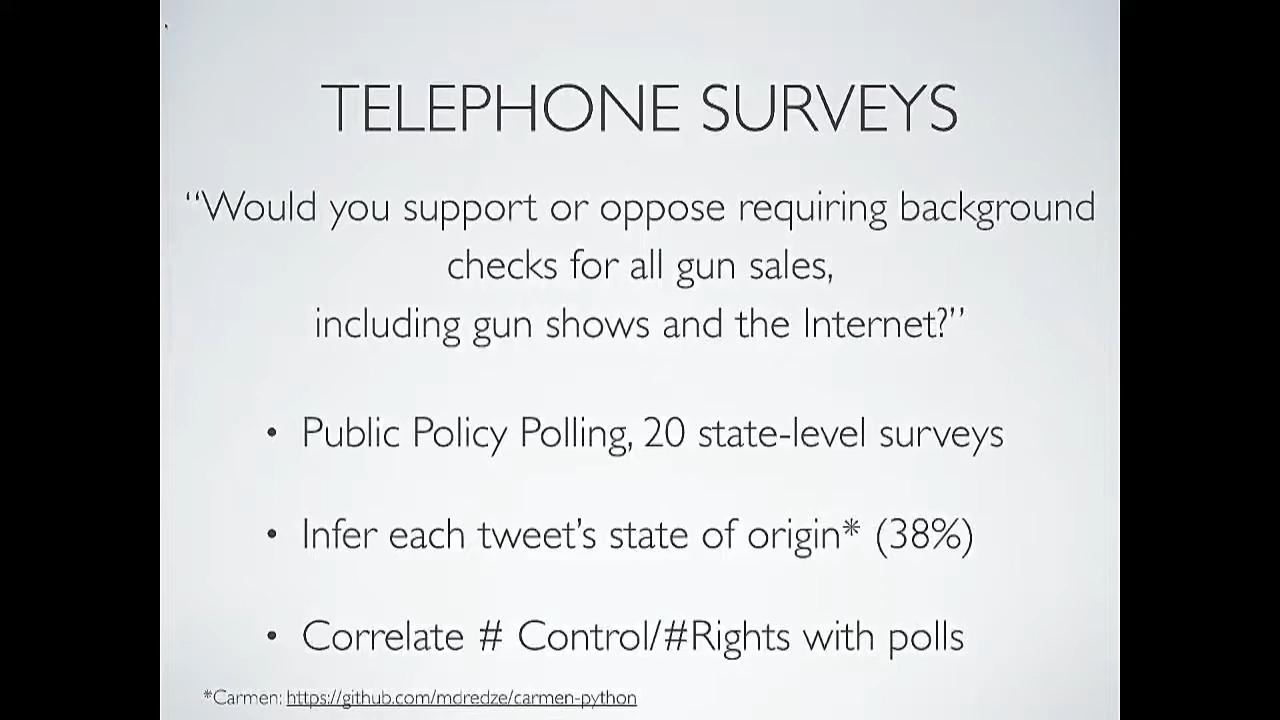 TELEPHONE SURVEYS
“Would you support or oppose requiring background
checks for all gun sales,
including gun shows and the Internet?”
• Public Policy Polling, 20 state-level surveys
• Infer each tweet’s state of origin* (38%)
• Correlate # Control/#Rights with polls
*Carmen: https://github.com/mdredze/carmen-python